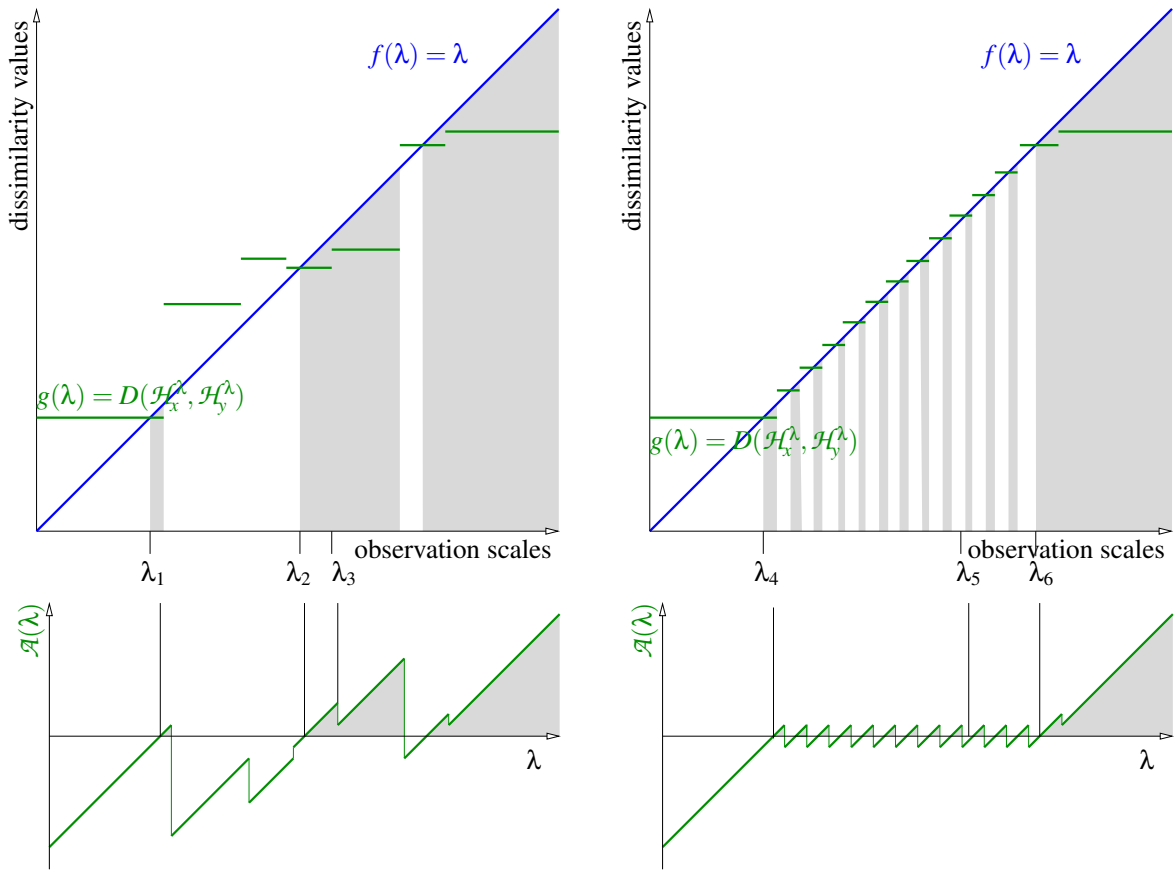 dissimilarity values
f(λ) = λ
g(λ) = D(ℋ_x^λ, ℋ_y^λ)
observation scales
λ₁
λ₂
λ₃
𝒜(λ)
λ
dissimilarity values
f(λ) = λ
g(λ) = D(ℋ_x^λ, ℋ_y^λ)
observation scales
λ₄
λ₅
λ₆
𝒜(λ)
λ